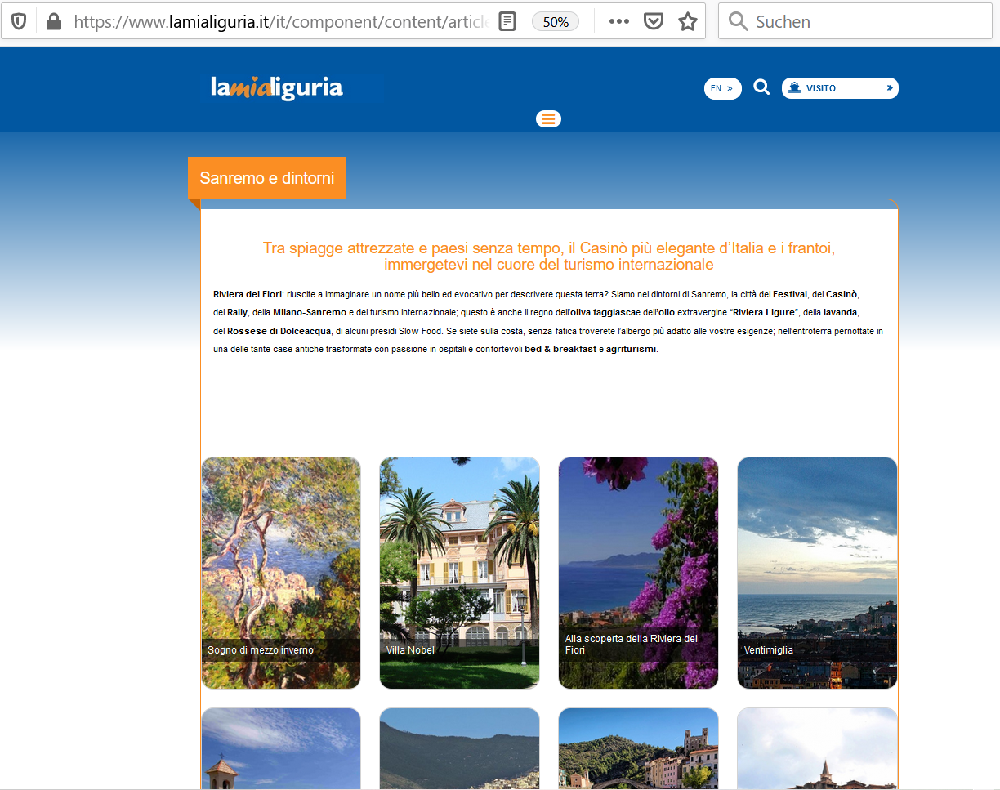 https://www.lamialiguria.it/it/component/content/article
50%
Suchen
lamialiguria
EN »
VISITO
Sanremo e dintorni
Tra spiagge attrezzate e paesi senza tempo, il Casinò più elegante d'Italia e i frantoi,
immergetevi nel cuore del turismo internazionale
Riviera dei Fiori: riuscite a immaginare un nome più bello ed evocativo per descrivere questa terra? Siamo nei dintorni di Sanremo, la città del Festival, del Casinò,
del Rally, della Milano-Sanremo e del turismo internazionale; questo è anche il regno dell'oliva taggiascae dell'olio extravergine “Riviera Ligure”, della lavanda,
del Rossese di Dolceacqua, di alcuni presidi Slow Food. Se siete sulla costa, senza fatica troverete l'albergo più adatto alle vostre esigenze; nell'entroterra pernottate in
una delle tante case antiche trasformate con passione in ospitali e confortevoli bed & breakfast e agriturismi.
Sogno di mezzo inverno
Villa Nobel
Alla scoperta della Riviera dei
Fiori
Ventimiglia